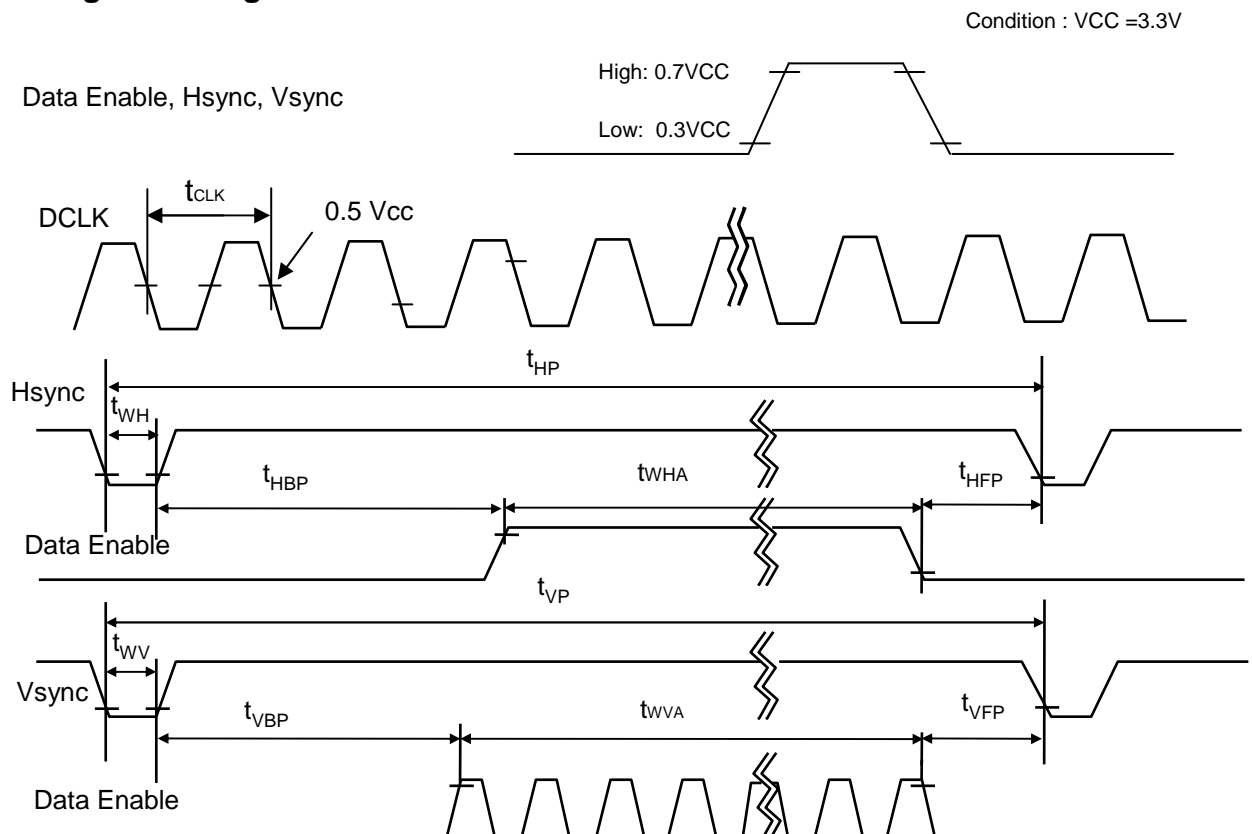 Condition : VCC =3.3V
High: 0.7VCC
Data Enable, Hsync, Vsync
Low: 0.3VCC
tCLK
DCLK
0.5 Vcc
tHP
Hsync
tWH
tHBP
tWHA
tHFP
Data Enable
tVP
tWV
Vsync
tVBP
tWVA
tVFP
Data Enable